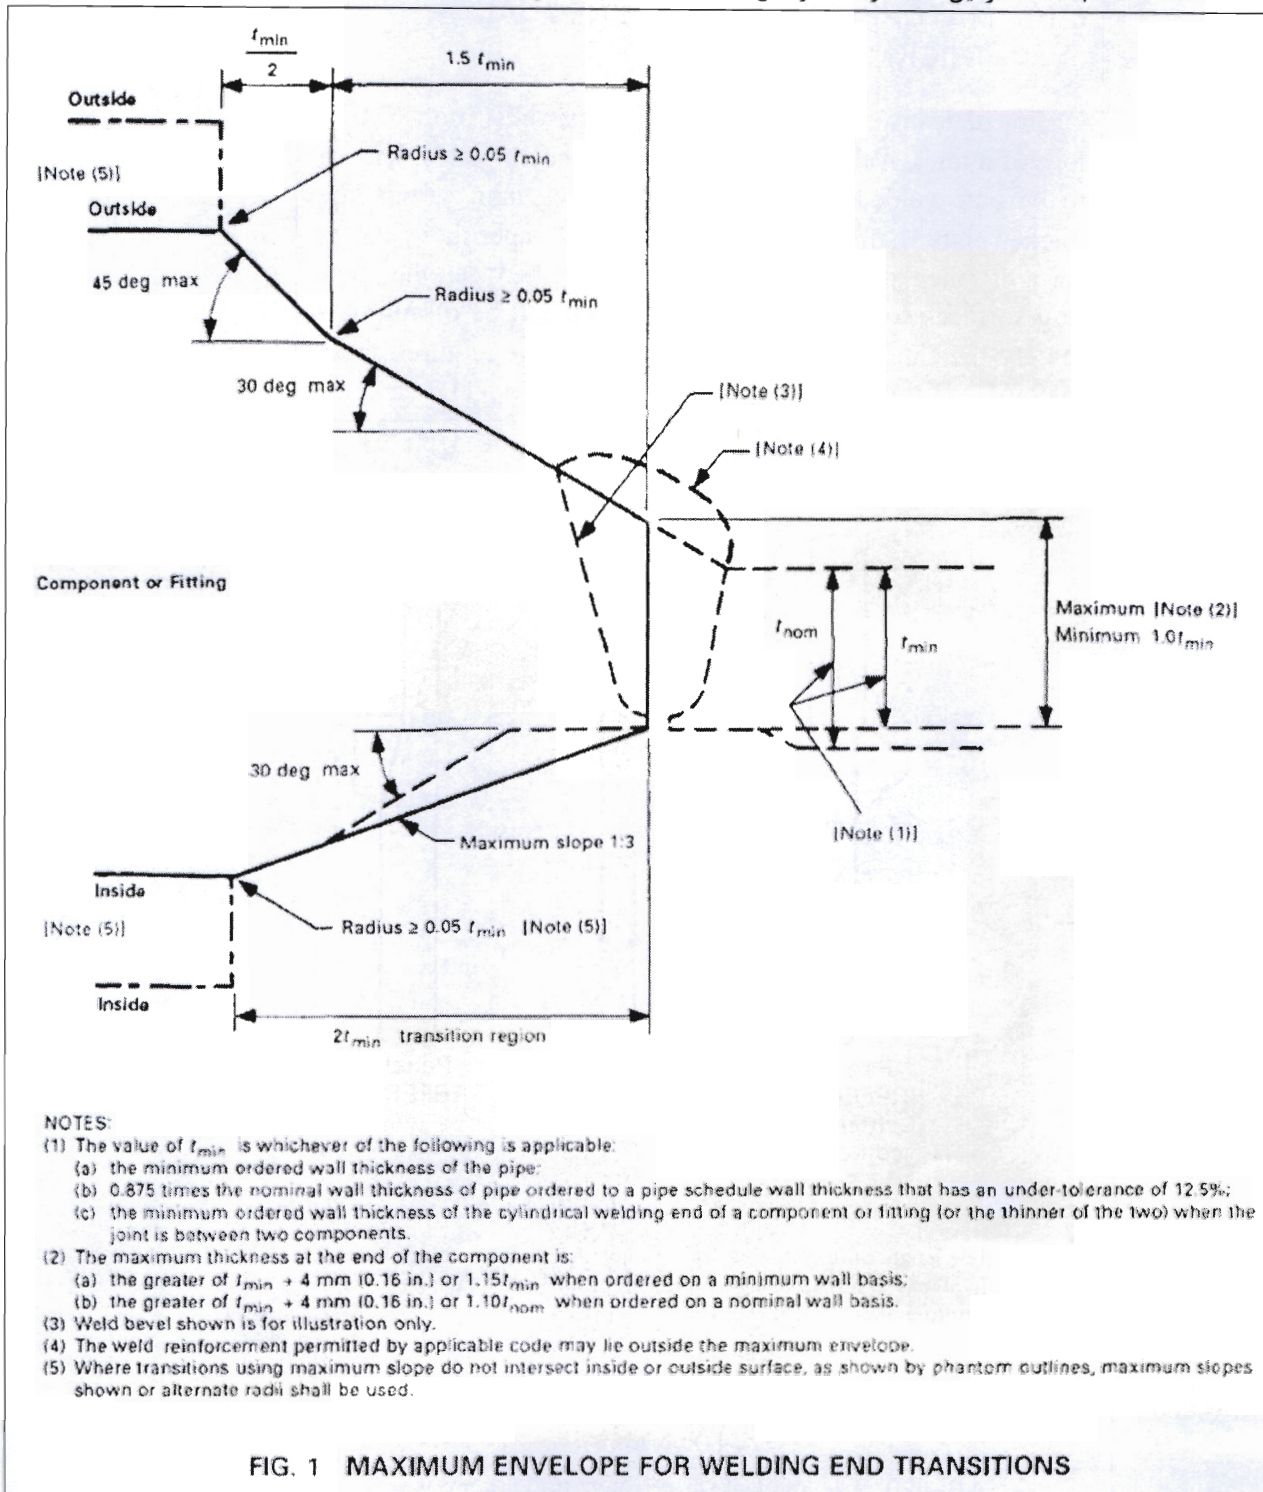 t_min
2
1.5 t_min
Outside
Radius ≥ 0.05 t_min
[Note (5)]
Outside
45 deg max
Radius ≥ 0.05 t_min
30 deg max
[Note (3)]
[Note (4)]
Component or Fitting
t_nom
t_min
Maximum [Note (2)]
Minimum 1.0t_min
30 deg max
Maximum slope 1:3
[Note (1)]
Inside
[Note (5)]
Radius ≥ 0.05 t_min [Note (5)]
Inside
2t_min transition region
NOTES:
(1) The value of t_min is whichever of the following is applicable:
(a) the minimum ordered wall thickness of the pipe;
(b) 0.875 times the nominal wall thickness of pipe ordered to a pipe schedule wall thickness that has an under-tolerance of 12.5%;
(c) the minimum ordered wall thickness of the cylindrical welding end of a component or fitting (or the thinner of the two) when the
joint is between two components.
(2) The maximum thickness at the end of the component is:
(a) the greater of t_min + 4 mm (0.16 in.) or 1.15t_min when ordered on a minimum wall basis;
(b) the greater of t_min + 4 mm (0.16 in.) or 1.10t_nom when ordered on a nominal wall basis.
(3) Weld bevel shown is for illustration only.
(4) The weld reinforcement permitted by applicable code may lie outside the maximum envelope.
(5) Where transitions using maximum slope do not intersect inside or outside surface, as shown by phantom outlines, maximum slopes
shown or alternate radii shall be used.
FIG. 1 MAXIMUM ENVELOPE FOR WELDING END TRANSITIONS